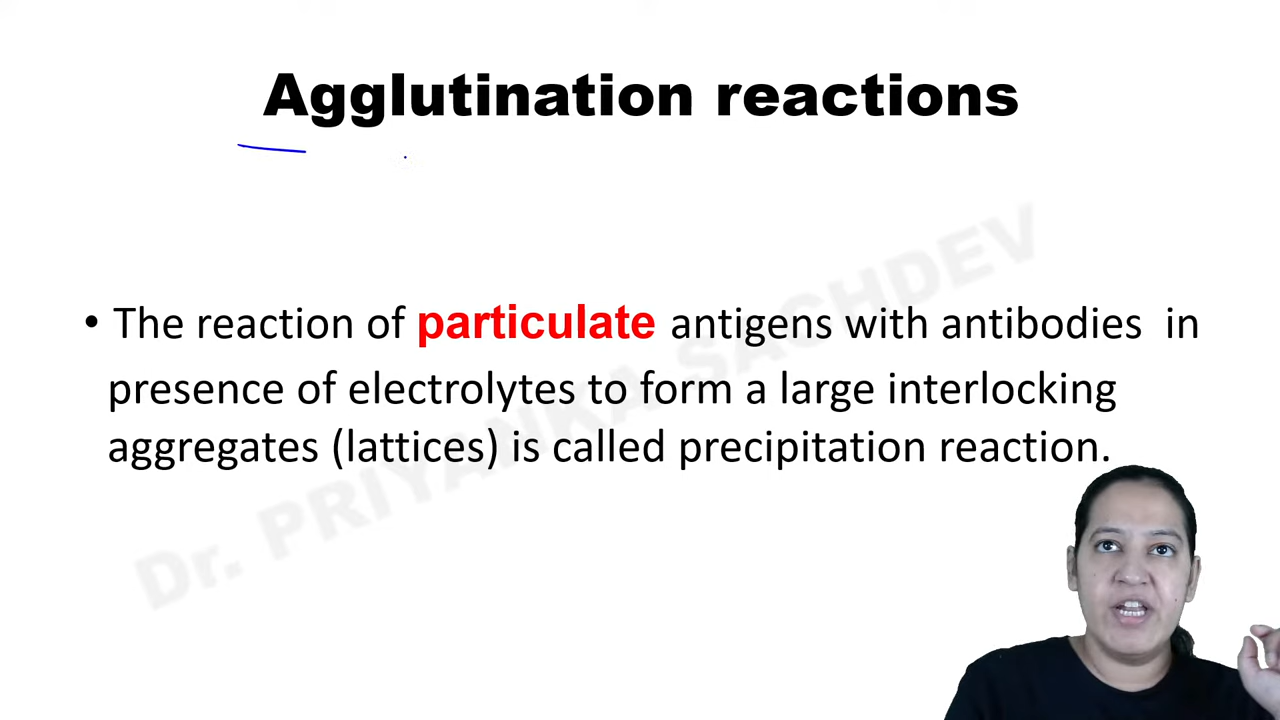 Agglutination reactions
• The reaction of particulate antigens with antibodies in
presence of electrolytes to form a large interlocking
aggregates (lattices) is called precipitation reaction.
Dr. PRIYANKA SACHDEV